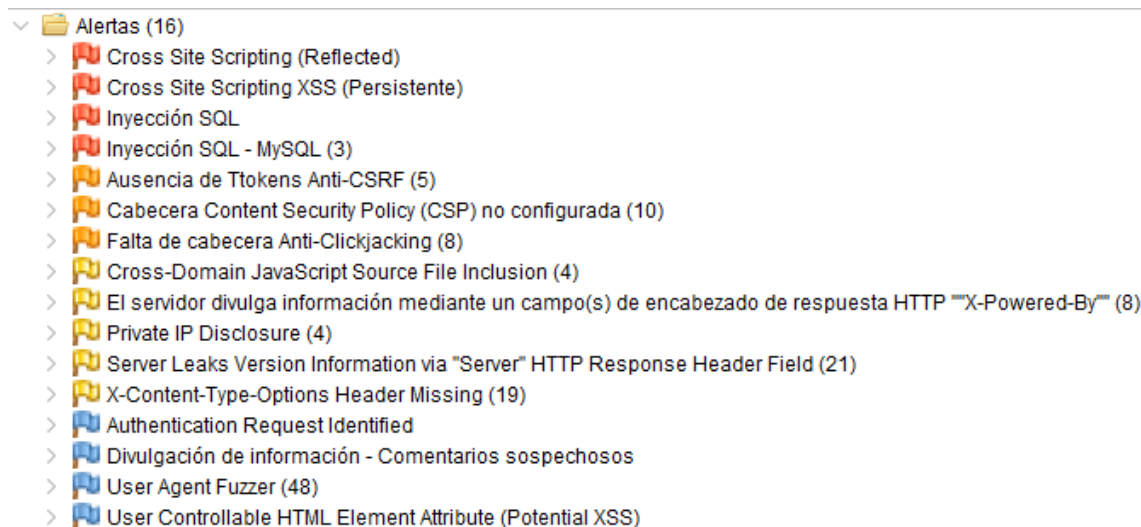 Alertas (16)
Cross Site Scripting (Reflected)
Cross Site Scripting XSS (Persistente)
Inyección SQL
Inyección SQL - MySQL (3)
Ausencia de Ttokens Anti-CSRF (5)
Cabecera Content Security Policy (CSP) no configurada (10)
Falta de cabecera Anti-Clickjacking (8)
Cross-Domain JavaScript Source File Inclusion (4)
El servidor divulga información mediante un campo(s) de encabezado de respuesta HTTP ""X-Powered-By"" (8)
Private IP Disclosure (4)
Server Leaks Version Information via "Server" HTTP Response Header Field (21)
X-Content-Type-Options Header Missing (19)
Authentication Request Identified
Divulgación de información - Comentarios sospechosos
User Agent Fuzzer (48)
User Controllable HTML Element Attribute (Potential XSS)